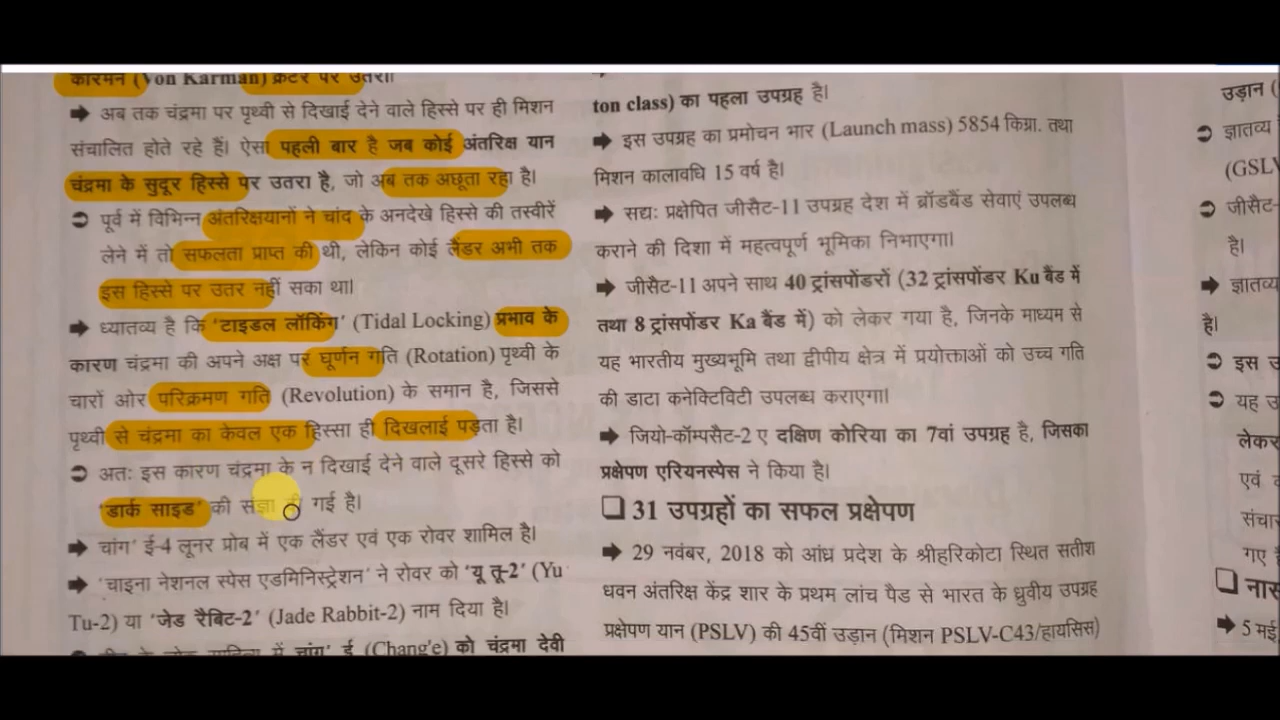 कारमन (Von Karman) क्रेटर पर उतरा।
➡ अब तक चंद्रमा पर पृथ्वी से दिखाई देने वाले हिस्से पर ही मिशन
संचालित होते रहे हैं। ऐसा पहली बार है जब कोई अंतरिक्ष यान
चंद्रमा के सुदूर हिस्से पर उतरा है, जो अब तक अछूता रहा है।
➲ पूर्व में विभिन्न अंतरिक्षयानों ने चांद के अनदेखे हिस्से की तस्वीरें
लेने में तो सफलता प्राप्त की थी, लेकिन कोई लैंडर अभी तक
इस हिस्से पर उतर नहीं सका था।
➡ ध्यातव्य है कि 'टाइडल लॉकिंग' (Tidal Locking) प्रभाव के
कारण चंद्रमा की अपने अक्ष पर घूर्णन गति (Rotation) पृथ्वी के
चारों ओर परिक्रमण गति (Revolution) के समान है, जिससे
पृथ्वी से चंद्रमा का केवल एक हिस्सा ही दिखलाई पड़ता है।
➲ अतः इस कारण चंद्रमा के न दिखाई देने वाले दूसरे हिस्से को
'डार्क साइड' की संज्ञा दी गई है।
➡ चांग' ई-4 लूनर प्रोब में एक लैंडर एवं एक रोवर शामिल है।
➡ 'चाइना नेशनल स्पेस एडमिनिस्ट्रेशन' ने रोवर को 'यू तू-2' (Yu
Tu-2) या 'जेड रैबिट-2' (Jade Rabbit-2) नाम दिया है।
में चांग' ई (Chang'e) को चंद्रमा देवी
ton class) का पहला उपग्रह है।
➡ इस उपग्रह का प्रमोचन भार (Launch mass) 5854 किग्रा. तथा
मिशन कालावधि 15 वर्ष है।
➡ सद्यः प्रक्षेपित जीसैट-11 उपग्रह देश में ब्रॉडबैंड सेवाएं उपलब्ध
कराने की दिशा में महत्वपूर्ण भूमिका निभाएगा।
➡ जीसैट-11 अपने साथ 40 ट्रांसपोंडरों (32 ट्रांसपोंडर Ku बैंड में
तथा 8 ट्रांसपोंडर Ka बैंड में) को लेकर गया है, जिनके माध्यम से
यह भारतीय मुख्यभूमि तथा द्वीपीय क्षेत्र में प्रयोक्ताओं को उच्च गति
की डाटा कनेक्टिविटी उपलब्ध कराएगा।
➡ जियो-कॉम्पसैट-2 ए दक्षिण कोरिया का 7वां उपग्रह है, जिसका
प्रक्षेपण एरियनस्पेस ने किया है।
❑ 31 उपग्रहों का सफल प्रक्षेपण
➡ 29 नवंबर, 2018 को आंध्र प्रदेश के श्रीहरिकोटा स्थित सतीश
धवन अंतरिक्ष केंद्र शार के प्रथम लांच पैड से भारत के ध्रुवीय उपग्रह
प्रक्षेपण यान (PSLV) की 45वीं उड़ान (मिशन PSLV-C43/हायसिस)
उड़ान (
➲ ज्ञातव्य
(GSLV
➲ जीसैट-
है।
➡ ज्ञातव्य
है।
➲ इस उ
➲ यह उ
लेकर
एवं
संचार
गए
❑ नास
➡ 5 मई